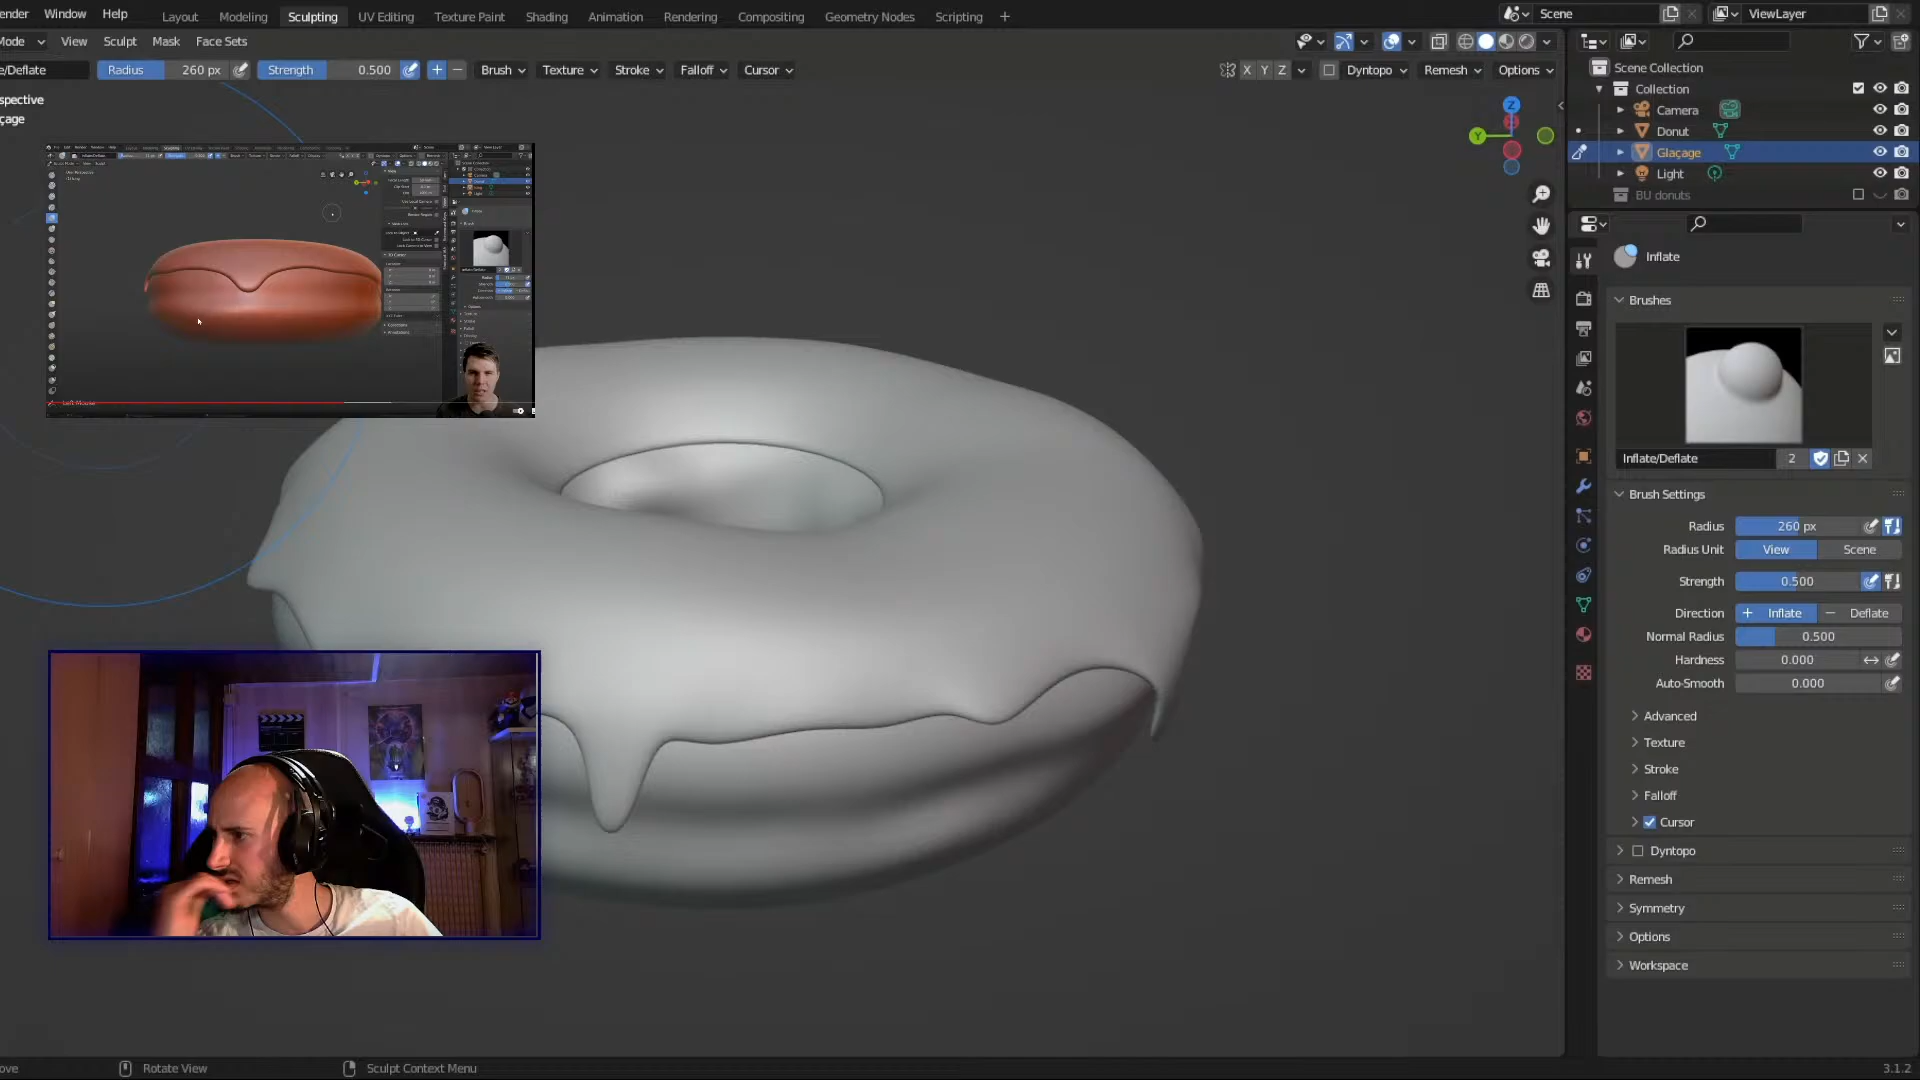 ender Window Help Layout Modeling Sculpting UV Editing Texture Paint Shading Animation Rendering Compositing Geometry Nodes Scripting + Scene ViewLayer
Mode View Sculpt Mask Face Sets
e/Deflate Radius 260 px Strength 0.500 + − Brush Texture Stroke Falloff Cursor X Y Z Dyntopo Remesh Options
spective
çage
Z
Y
Left Mouse
Scene Collection
Collection
Camera
Donut
Glaçage
Light
BU donuts
Inflate
Brushes
Inflate/Deflate 2
Brush Settings
Radius 260 px
Radius Unit View Scene
Strength 0.500
Direction + Inflate − Deflate
Normal Radius 0.500
Hardness 0.000
Auto-Smooth 0.000
Advanced
Texture
Stroke
Falloff
Cursor
Dyntopo
Remesh
Symmetry
Options
Workspace
ove Rotate View Sculpt Context Menu 3.1.2